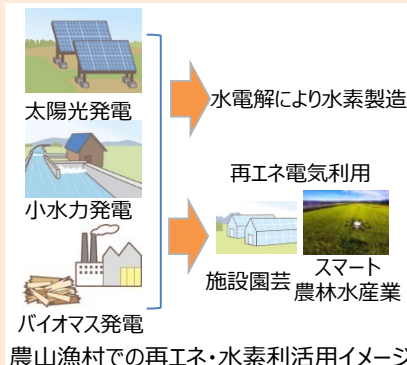 太陽光発電
水電解により水素製造
小水力発電
再エネ電気利用
施設園芸
スマート
農林水産業
バイオマス発電
農山漁村での再エネ・水素利活用イメージ